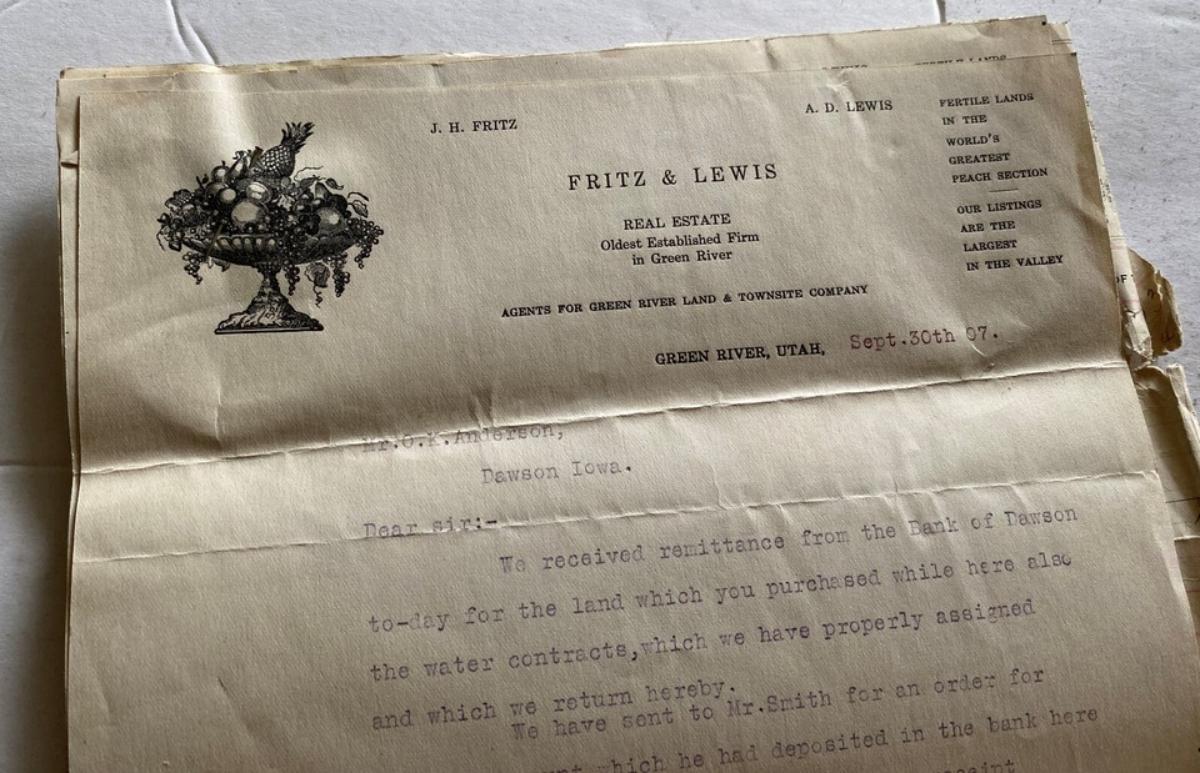 J. H. FRITZ
A. D. LEWIS
FERTILE LANDS
IN THE
WORLD'S
GREATEST
PEACH SECTION
OUR LISTINGS
ARE THE
LARGEST
IN THE VALLEY
FRITZ & LEWIS
REAL ESTATE
Oldest Established Firm
in Green River
AGENTS FOR GREEN RIVER LAND & TOWNSITE COMPANY
GREEN RIVER, UTAH, Sept.30th 07.
Mr.O.K.Anderson,
Dawson Iowa.
Dear sir:-
We received remittance from the Bank of Dawson
to-day for the land which you purchased while here also
the water contracts,which we have properly assigned
and which we return hereby.
We have sent to Mr.Smith for an order for
which he had deposited in the bank here